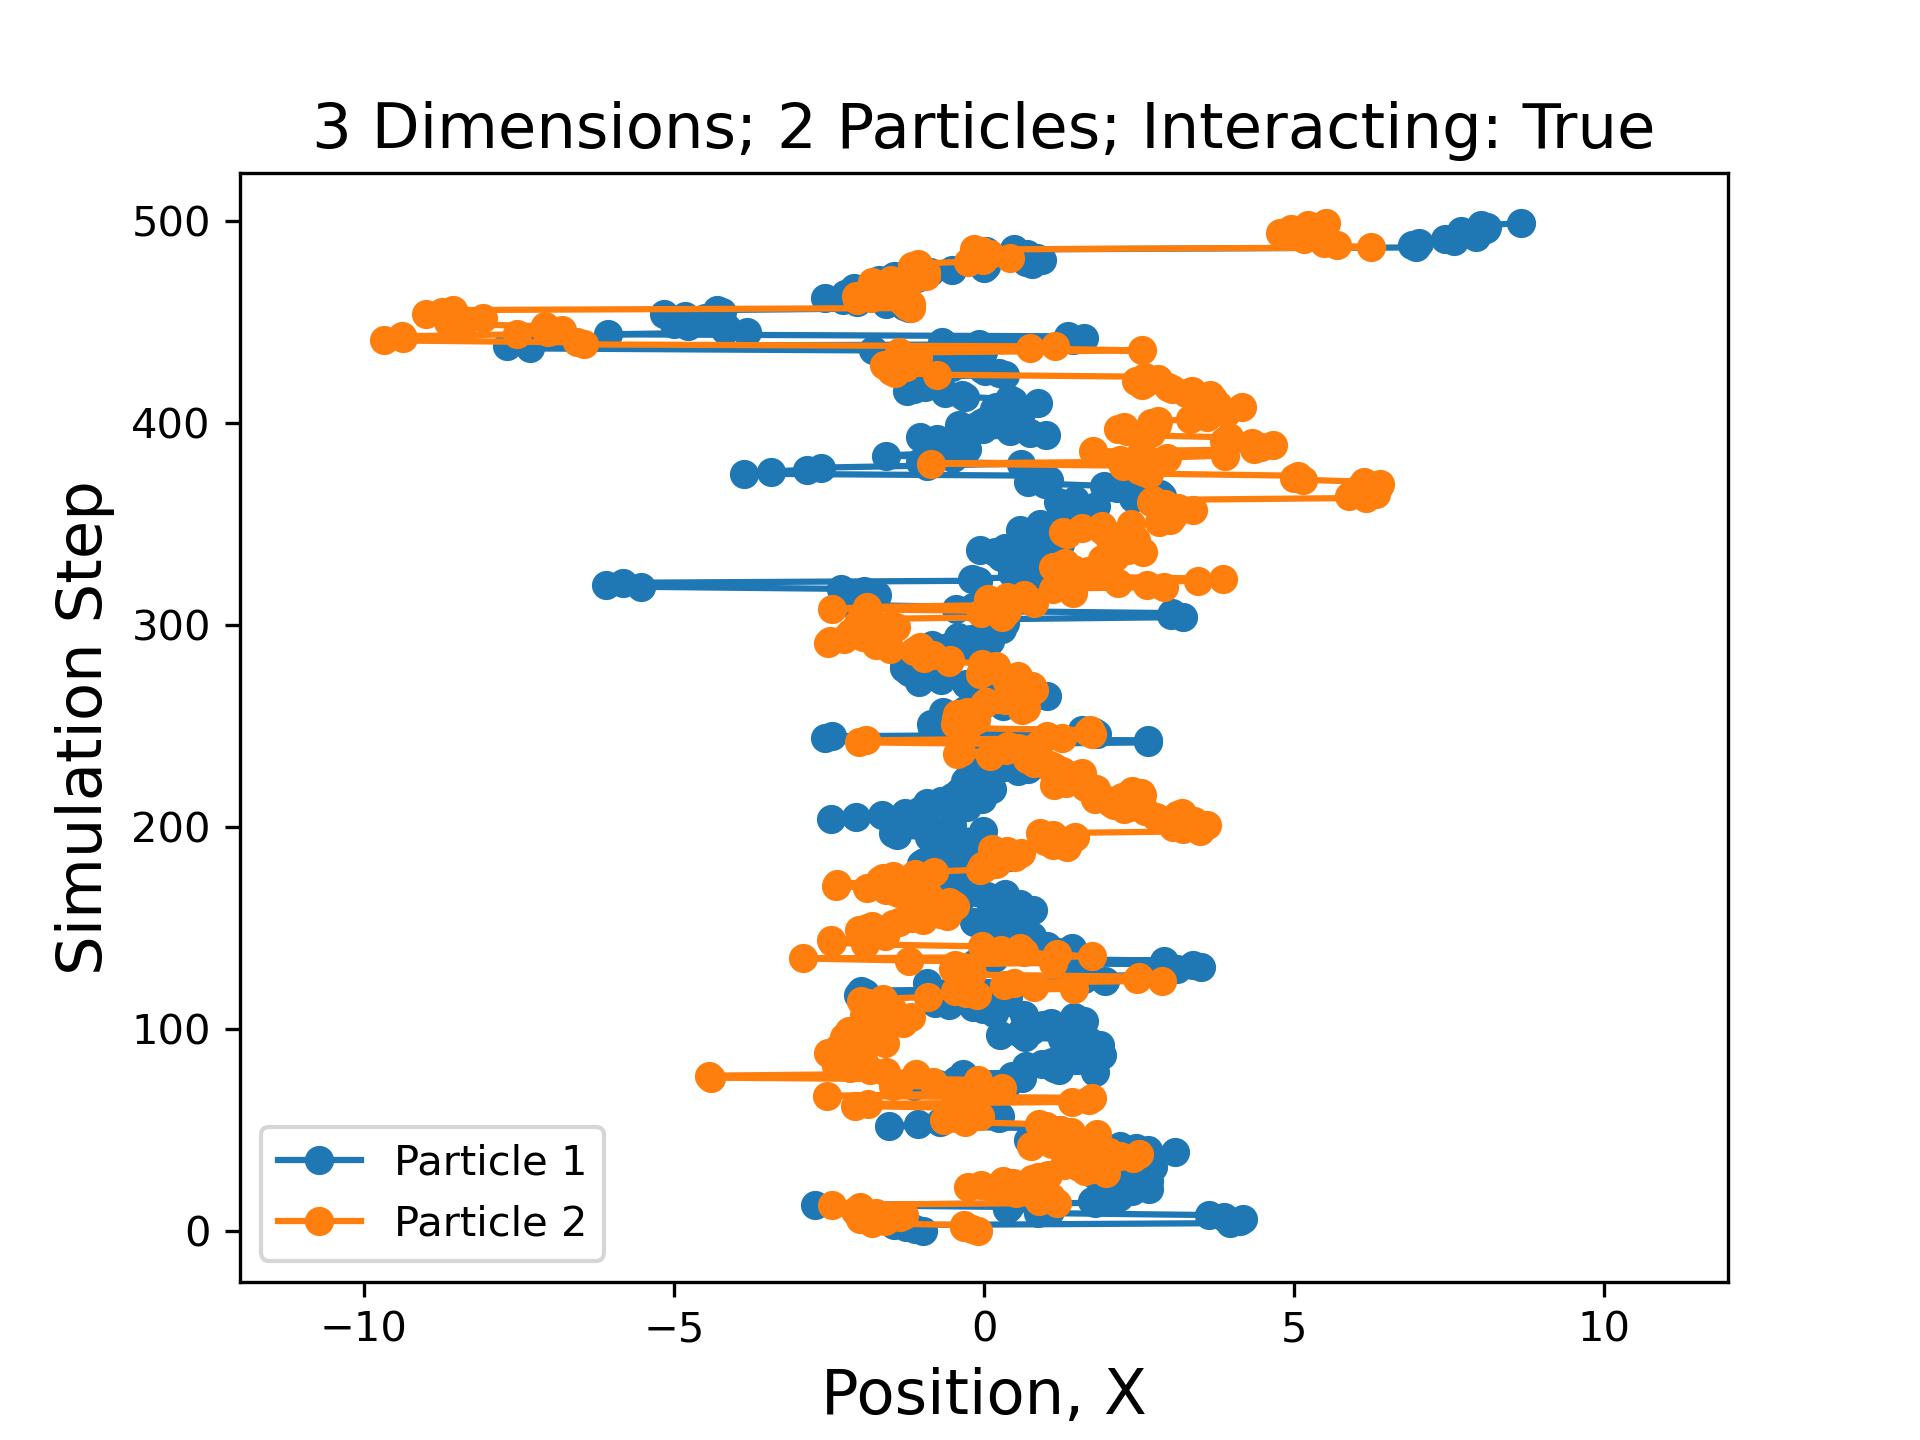 3 Dimensions; 2 Particles; Interacting: True
500
400
300
200
100
0
Simulation Step
Particle 1
Particle 2
−10
−5
0
5
10
Position, X